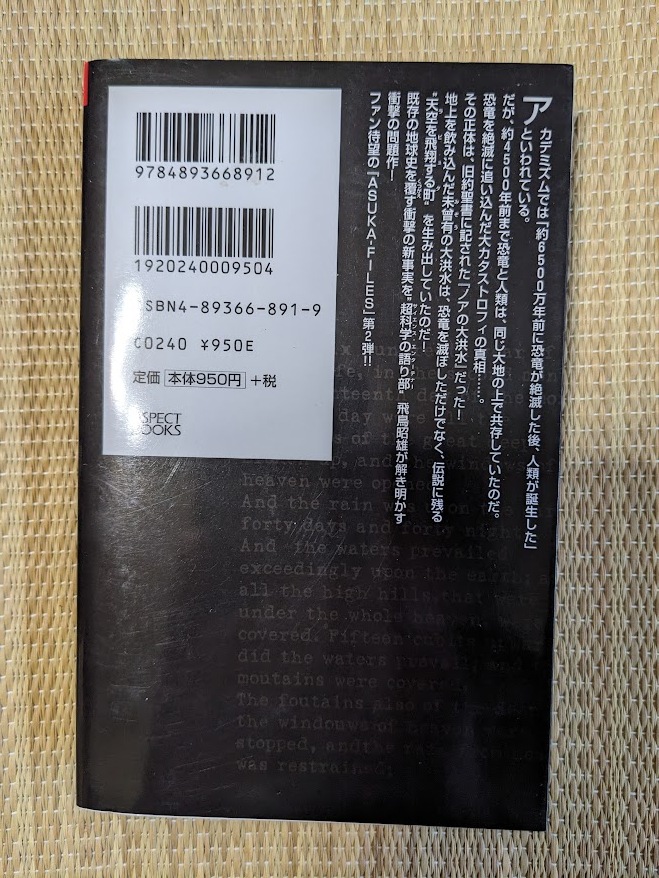 アカデミズムでは「約6500万年前に恐竜が絶滅した後、人類が誕生した」
といわれている。
だが、約4500年前まで恐竜と人類は、同じ大地の上で共存していたのだ。
恐竜を絶滅に追い込んだ大カタストロフィの真相……。
その正体は、旧約聖書に記された「ノアの大洪水」だった!
地上を飲み込んだ未曾有の大洪水は、恐竜を滅ぼしただけでなく、伝説に残る
“天空を飛翔する町”を生み出していたのだ!
既存の地球史を覆す衝撃の新事実を“超科学の語り部”飛鳥昭雄が解き明かす
衝撃の問題作―
ファン待望の『ASUKA-FILES』第2弾!!
9784893668912
1920240009504
ISBN4-89366-891-9
C0240 ¥950E
定価 本体950円 +税
ASPECT
BOOKS
heaven were opened
And the rain was upon the
forty days and forty nights
And the waters prevailed
exceedingly upon the earth;
all the high hills, that were
under the whole heaven
covered. Fifteen cubits
did the waters prevail, and
moutains were covered.
The foutains also of the
the windouws of heaven were
stopped, andthe
was restrained;